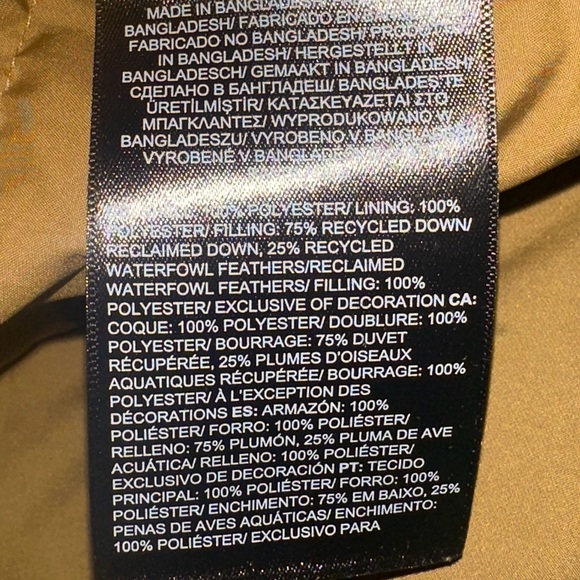 MADE IN BANGLADESH/
BANGLADESH/ FABRICADO EN
FABRICADO NO BANGLADESH/
IN BANGLADESH/ HERGESTELLT IN
BANGLADESCH/ GEMAAKT IN BANGLADESH/
СДЕЛАНО В БАНГЛАДЕШ/ BANGLADEŞ'TE
ÜRETİLMİŞTİR/ ΚΑΤΑΣΚΕΥΑΖΕΤΑΙ ΣΤΟ
ΜΠΑΓΚΛΑΝΤΕΣ/ WYPRODUKOWANO W
BANGLADESZU/ VYROBENO V
VYROBENÉ V
100% POLYESTER/ LINING: 100%
POLYESTER/ FILLING: 75% RECYCLED DOWN/
RECLAIMED DOWN, 25% RECYCLED
WATERFOWL FEATHERS/RECLAIMED
WATERFOWL FEATHERS/ FILLING: 100%
POLYESTER/ EXCLUSIVE OF DECORATION CA:
COQUE: 100% POLYESTER/ DOUBLURE: 100%
POLYESTER/ BOURRAGE: 75% DUVET
RÉCUPÉRÉE, 25% PLUMES D'OISEAUX
AQUATIQUES RÉCUPÉRÉE/ BOURRAGE: 100%
POLYESTER/ À L'EXCEPTION DES
DÉCORATIONS ES: ARMAZÓN: 100%
POLIÉSTER/ FORRO: 100% POLIÉSTER/
RELLENO: 75% PLUMÓN, 25% PLUMA DE AVE
ACUÁTICA/ RELLENO: 100% POLIÉSTER/
EXCLUSIVO DE DECORACIÓN PT: TECIDO
PRINCIPAL: 100% POLIÉSTER/ FORRO: 100%
POLIÉSTER/ ENCHIMENTO: 75% EM BAIXO, 25%
PENAS DE AVES AQUÁTICAS/ ENCHIMENTO:
100% POLIÉSTER/ EXCLUSIVO PARA